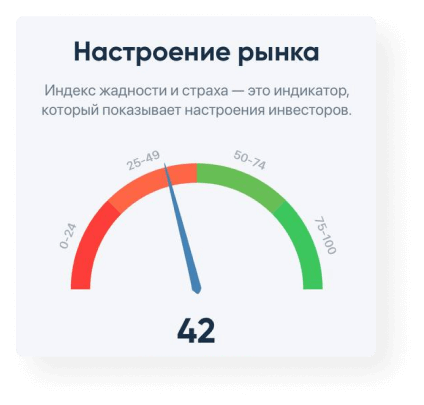 Настроение рынка
Индекс жадности и страха — это индикатор,
который показывает настроения инвесторов.
25-49
50-74
0-24
75-100
42